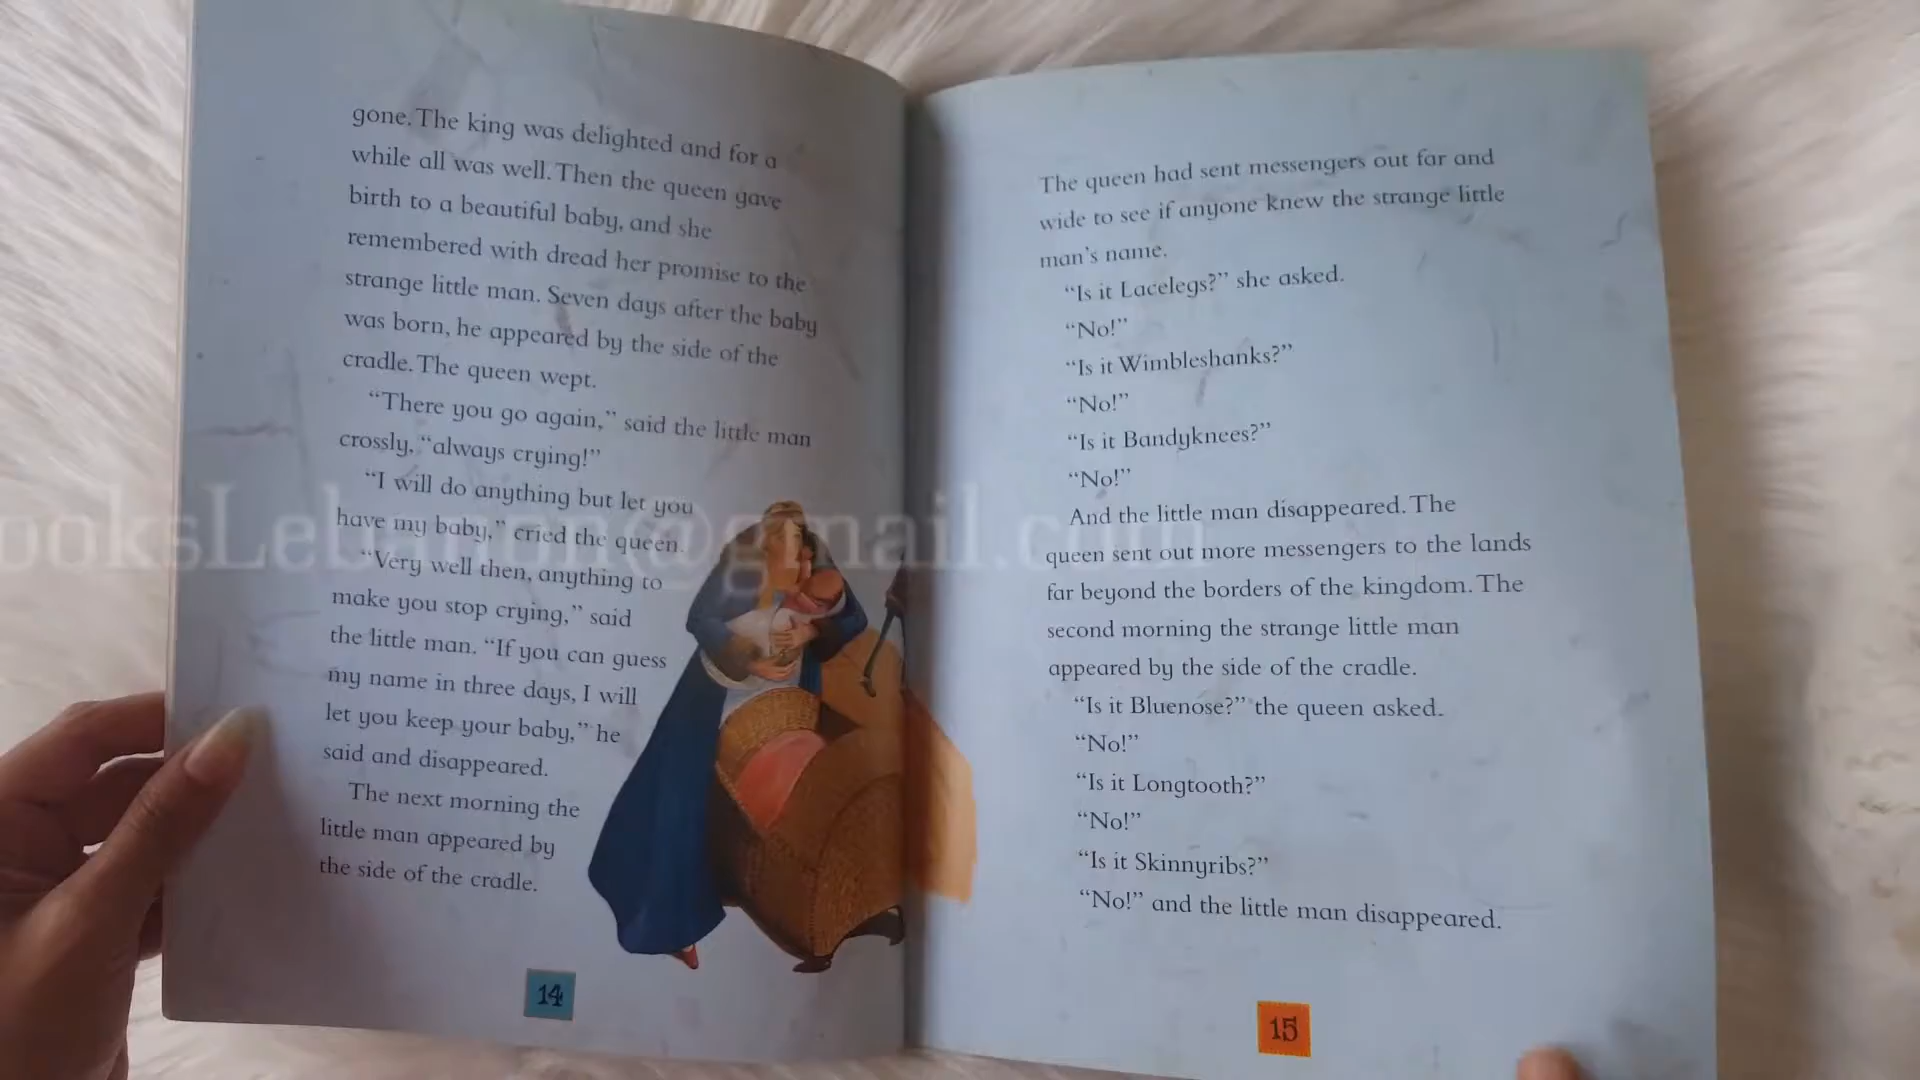 gone. The king was delighted and for a
while all was well. Then the queen gave
birth to a beautiful baby, and she
remembered with dread her promise to the
strange little man. Seven days after the baby
was born, he appeared by the side of the
cradle. The queen wept.
“There you go again,” said the little man
crossly, “always crying!”
“I will do anything but let you
have my baby,” cried the queen.
“Very well then, anything to
make you stop crying,” said
the little man. “If you can guess
my name in three days, I will
let you keep your baby,” he
said and disappeared.
The next morning the
little man appeared by
the side of the cradle.
14
The queen had sent messengers out far and
wide to see if anyone knew the strange little
man’s name.
“Is it Lacelegs?” she asked.
“No!”
“Is it Wimbleshanks?”
“No!”
“Is it Bandyknees?”
“No!”
And the little man disappeared. The
queen sent out more messengers to the lands
far beyond the borders of the kingdom. The
second morning the strange little man
appeared by the side of the cradle.
“Is it Bluenose?” the queen asked.
“No!”
“Is it Longtooth?”
“No!”
“Is it Skinnyribs?”
“No!” and the little man disappeared.
15
ooksLebanon@gmail.com